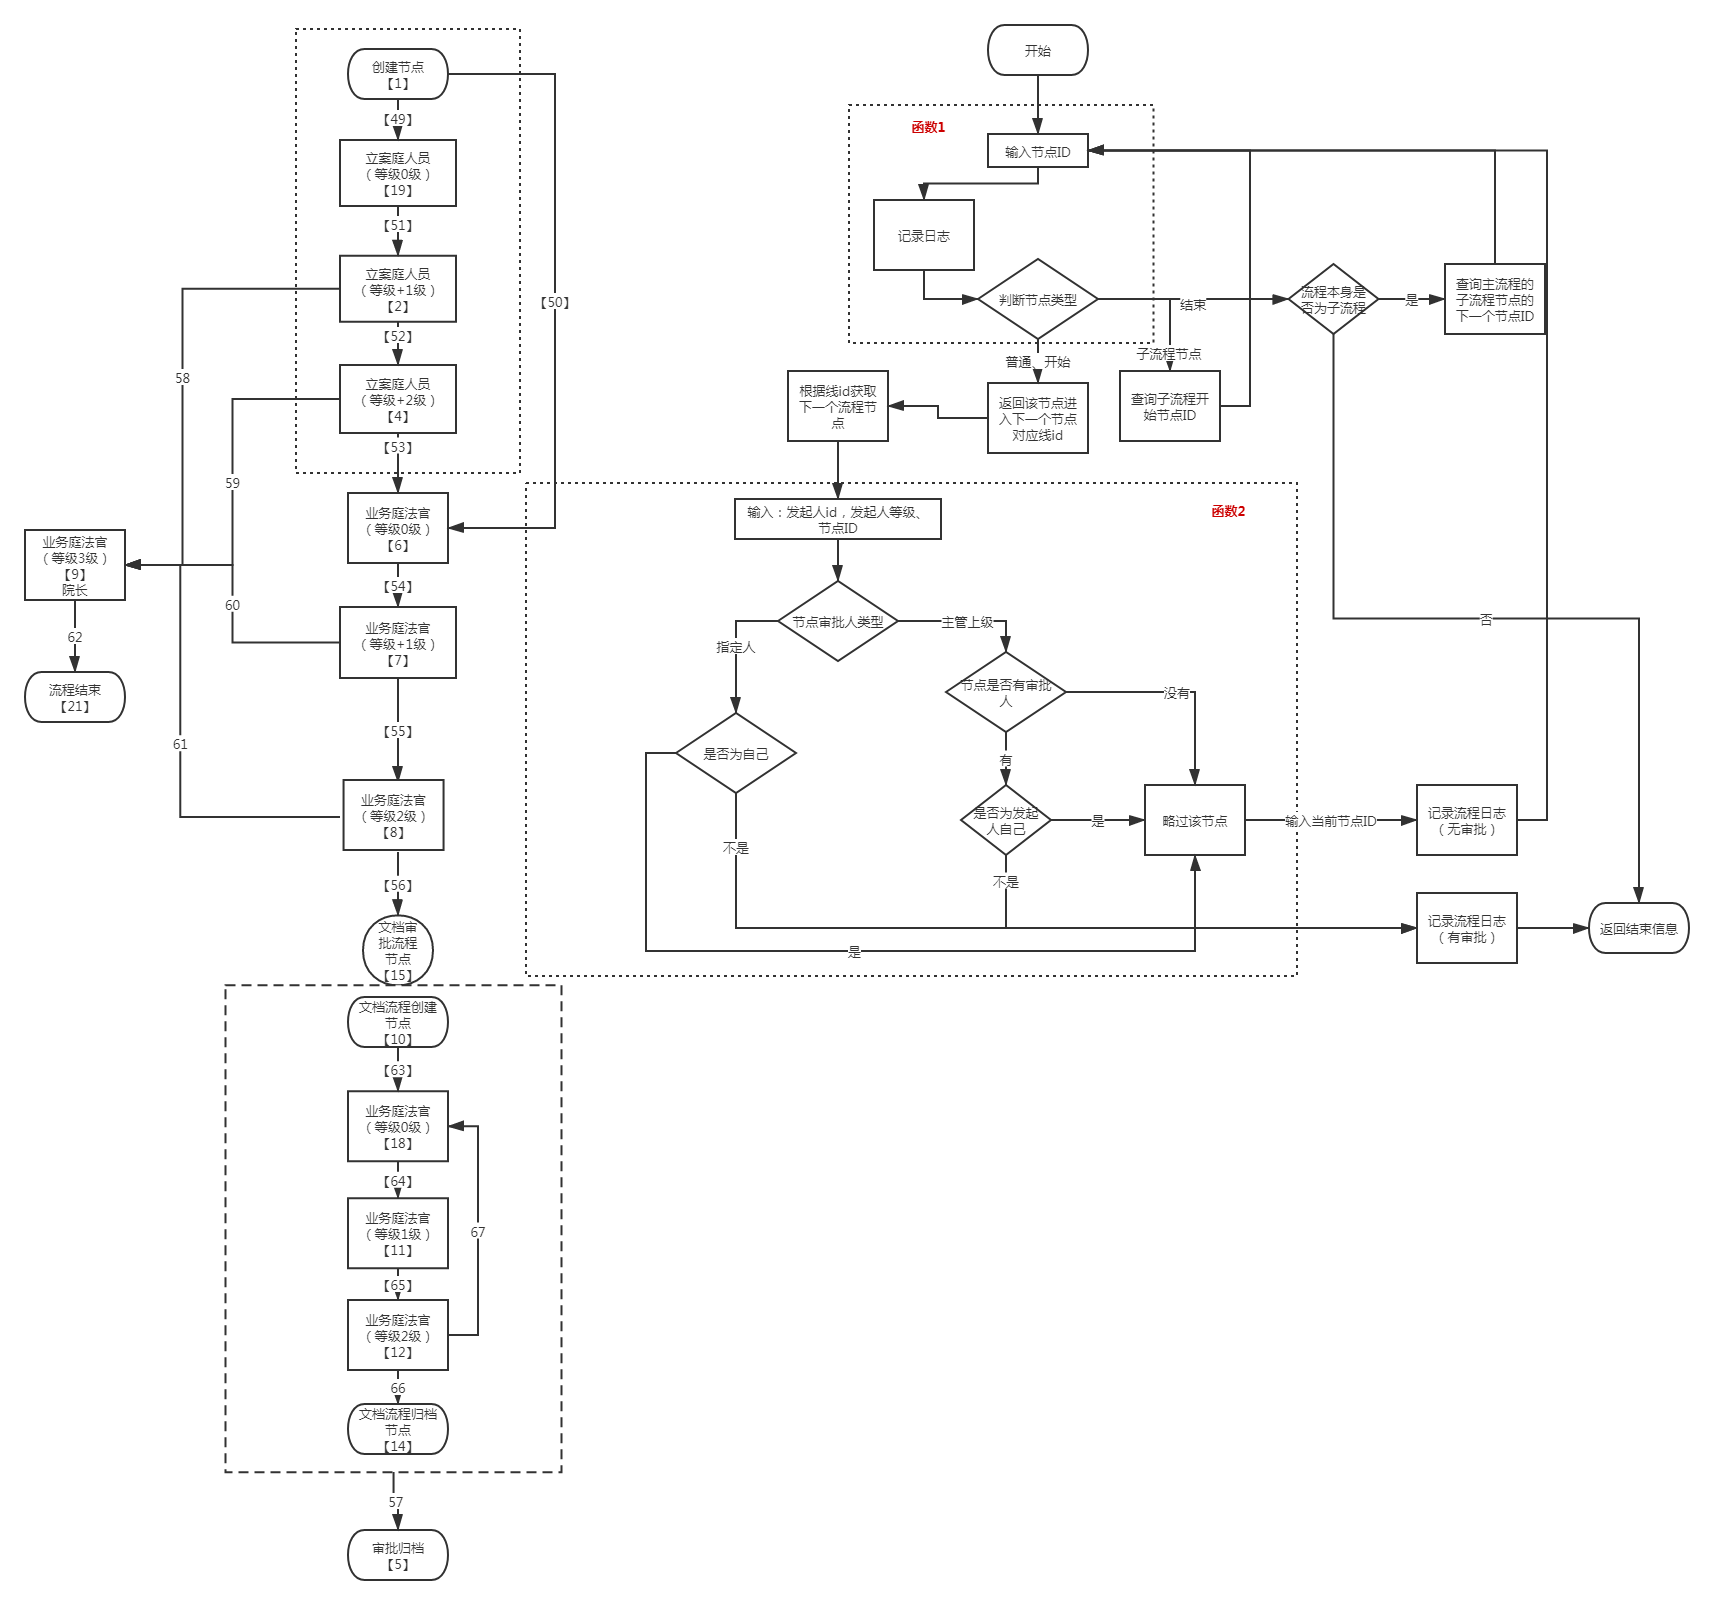 创建节点
【1】
【49】
立案庭人员
（等级0级）
【19】
【51】
立案庭人员
（等级+1级）
【2】
【50】
【52】
58
立案庭人员
（等级+2级）
【4】
【53】
59
业务庭法官
（等级0级）
【6】
业务庭法官
（等级3级）
【9】
院长
【54】
60
62
业务庭法官
（等级+1级）
【7】
流程结束
【21】
【55】
61
业务庭法官
（等级2级）
【8】
【56】
文档审
批流程
节点
【15】
文档流程创建
节点
【10】
【63】
业务庭法官
（等级0级）
【18】
【64】
业务庭法官
（等级1级）
【11】
67
【65】
业务庭法官
（等级2级）
【12】
66
文档流程归档
节点
【14】
57
审批归档
【5】
开始
函数1
输入节点ID
记录日志
判断节点类型
结束
流程本身是
否为子流程
是
查询主流程的
子流程节点的
下一个节点ID
普通、开始
子流程节点
根据线id获取
下一个流程节
点
返回该节点进
入下一个节点
对应线id
查询子流程开
始节点ID
函数2
输入：发起人id，发起人等级、
节点ID
节点审批人类型
主管上级
指定人
否
节点是否有审批
人
没有
是否为自己
有
是否为发起
人自己
是
略过该节点
输入当前节点ID
记录流程日志
（无审批）
不是
不是
记录流程日志
（有审批）
返回结束信息
是